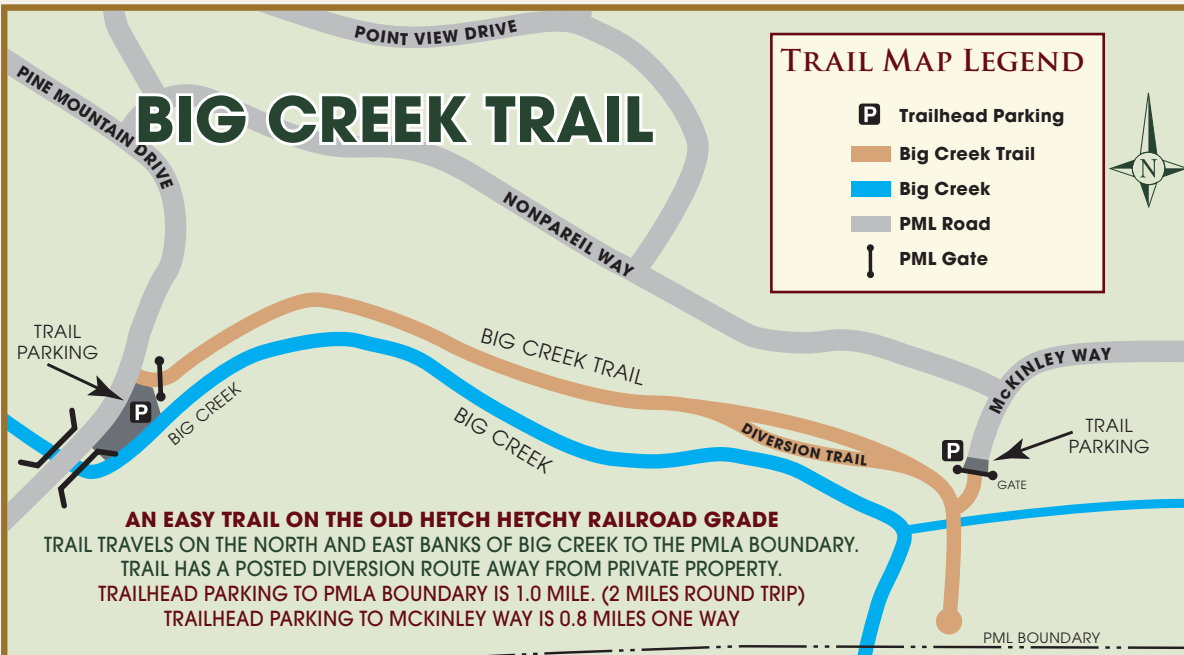 POINT VIEW DRIVE
PINE MOUNTAIN DRIVE
BIG CREEK TRAIL
TRAIL MAP LEGEND
P Trailhead Parking
Big Creek Trail
Big Creek
PML Road
PML Gate
N
NONPAREIL WAY
TRAIL
PARKING
P
BIG CREEK
BIG CREEK TRAIL
BIG CREEK
DIVERSION TRAIL
McKINLEY WAY
P
TRAIL
PARKING
GATE
AN EASY TRAIL ON THE OLD HETCH HETCHY RAILROAD GRADE
TRAIL TRAVELS ON THE NORTH AND EAST BANKS OF BIG CREEK TO THE PMLA BOUNDARY.
TRAIL HAS A POSTED DIVERSION ROUTE AWAY FROM PRIVATE PROPERTY.
TRAILHEAD PARKING TO PMLA BOUNDARY IS 1.0 MILE. (2 MILES ROUND TRIP)
TRAILHEAD PARKING TO MCKINLEY WAY IS 0.8 MILES ONE WAY
PML BOUNDARY